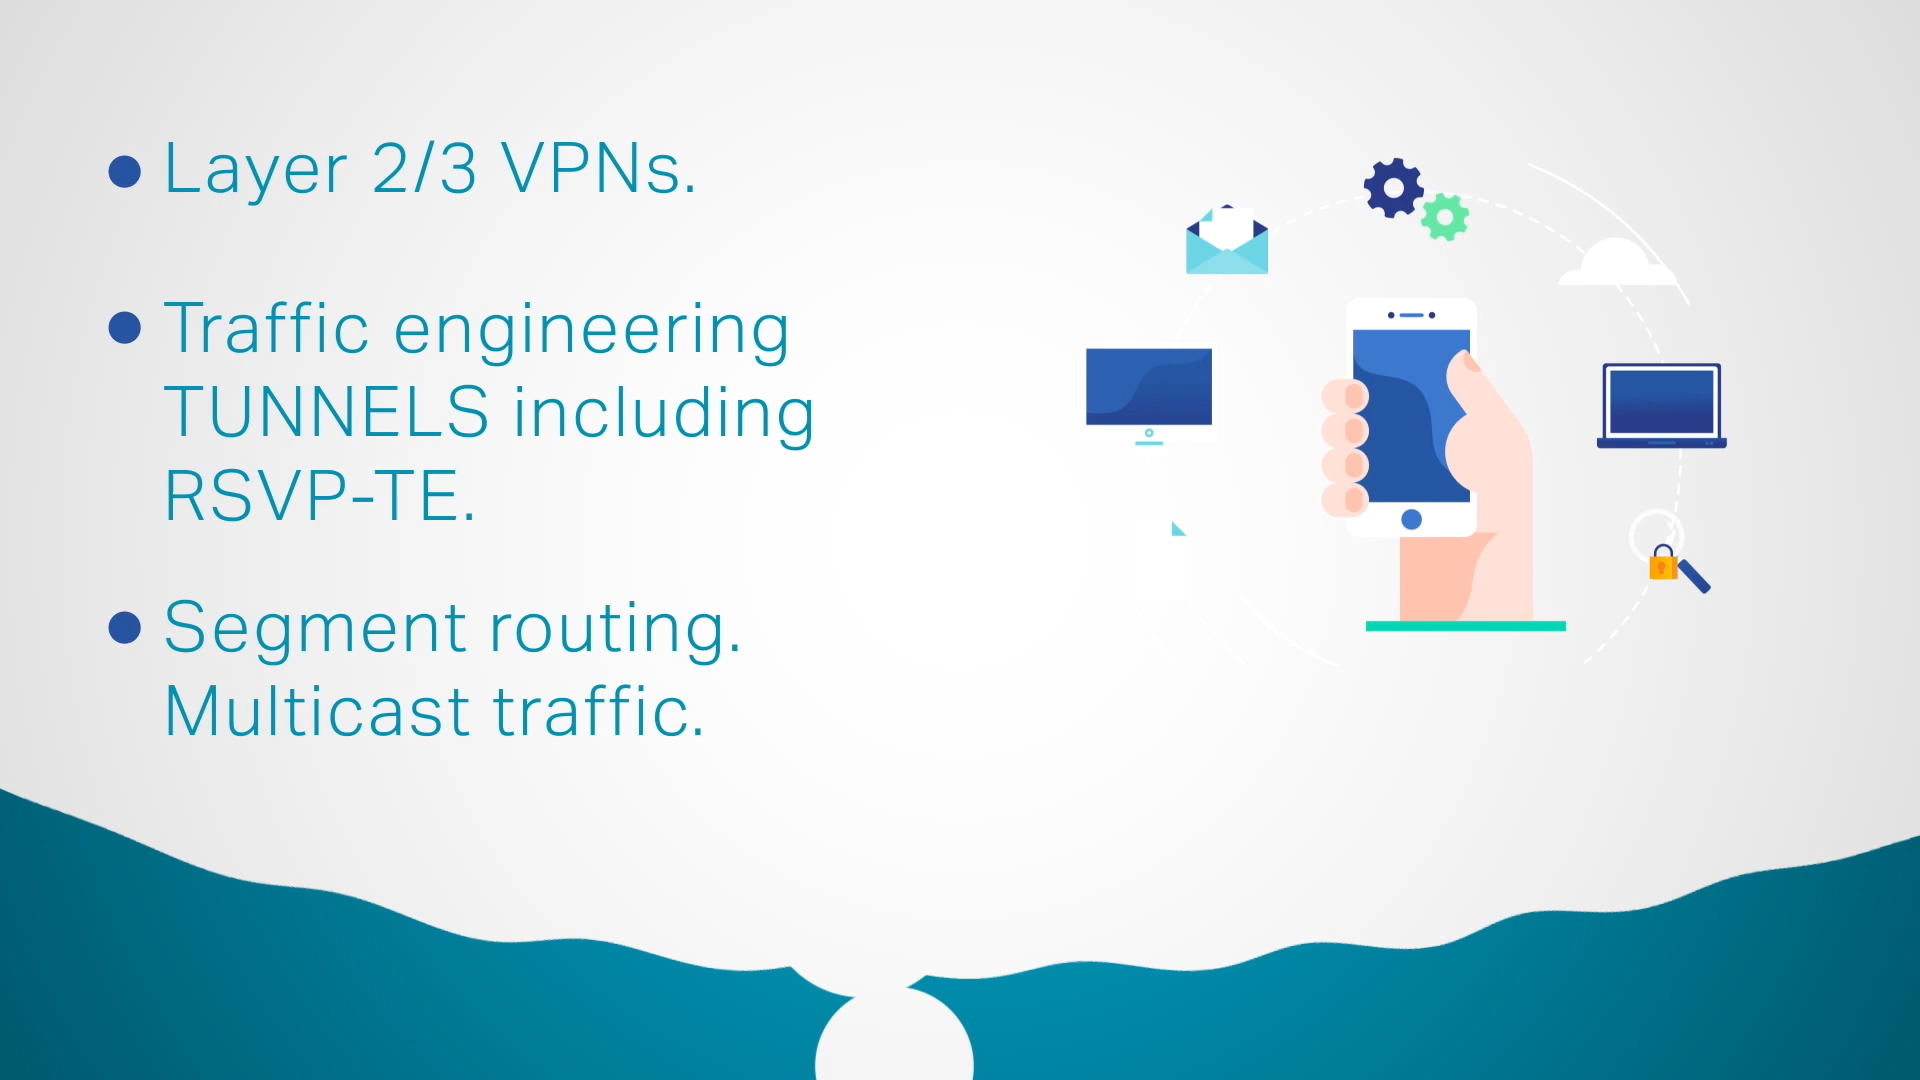 Layer 2/3 VPNs.
Traffic engineering
TUNNELS including
RSVP-TE.
Segment routing.
Multicast traffic.